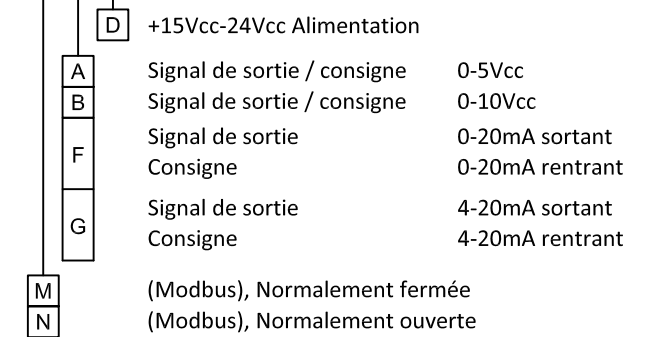 D +15Vcc-24Vcc Alimentation
A Signal de sortie / consigne 0-5Vcc
B Signal de sortie / consigne 0-10Vcc
F Signal de sortie 0-20mA sortant
Consigne 0-20mA rentrant
G Signal de sortie 4-20mA sortant
Consigne 4-20mA rentrant
M (Modbus), Normalement fermée
N (Modbus), Normalement ouverte